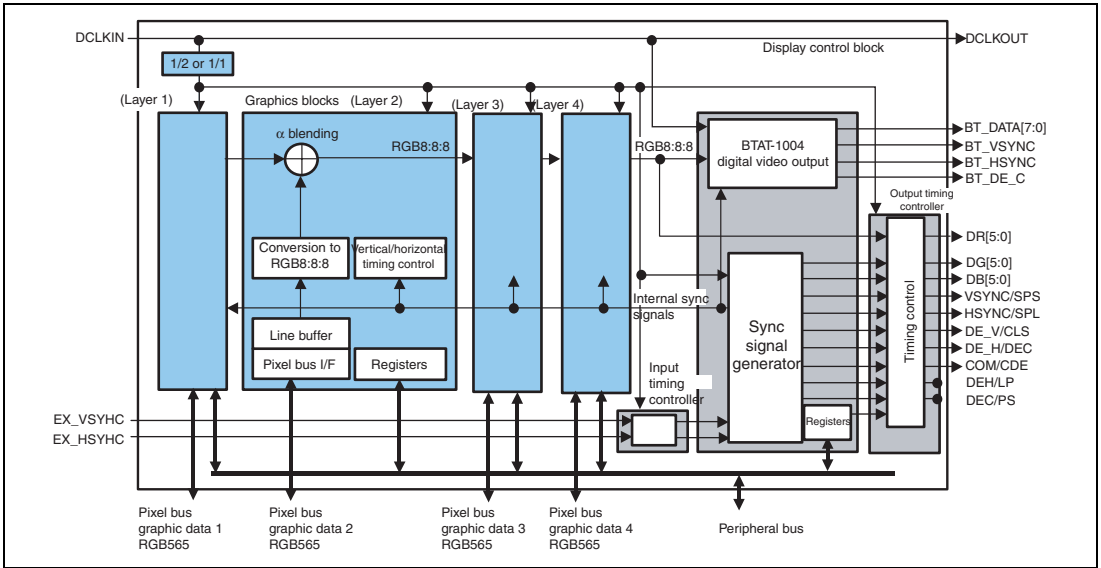 DCLKIN
DCLKOUT
Display control block
1/2 or 1/1
(Layer 1)
Graphics blocks
(Layer 2)
(Layer 3)
(Layer 4)
α blending
RGB8:8:8
RGB8:8:8
BTAT-1004
digital video output
BT_DATA[7:0]
BT_VSYNC
BT_HSYNC
BT_DE_C
Output timing
controller
Conversion to
RGB8:8:8
Vertical/horizontal
timing control
DR[5:0]
DG[5:0]
DB[5:0]
VSYNC/SPS
HSYNC/SPL
DE_V/CLS
DE_H/DEC
COM/CDE
DEH/LP
DEC/PS
Internal sync
signals
Line buffer
Pixel bus I/F
Registers
Sync
signal
generator
Timing control
Input
timing
controller
Registers
EX_VSYHC
EX_HSYHC
Pixel bus
graphic data 1
RGB565
Pixel bus
graphic data 2
RGB565
Pixel bus
graphic data 3
RGB565
Pixel bus
graphic data 4
RGB565
Peripheral bus